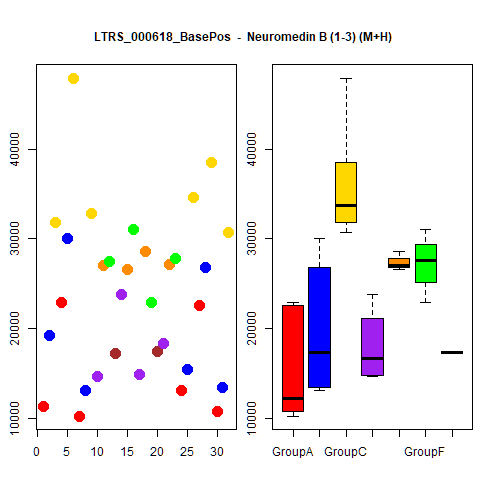 LTRS_000618_BasePos - Neuromedin B (1-3) (M+H)
40000
30000
20000
10000
0 5 10 15 20 25 30
40000
30000
20000
10000
GroupA GroupC GroupF